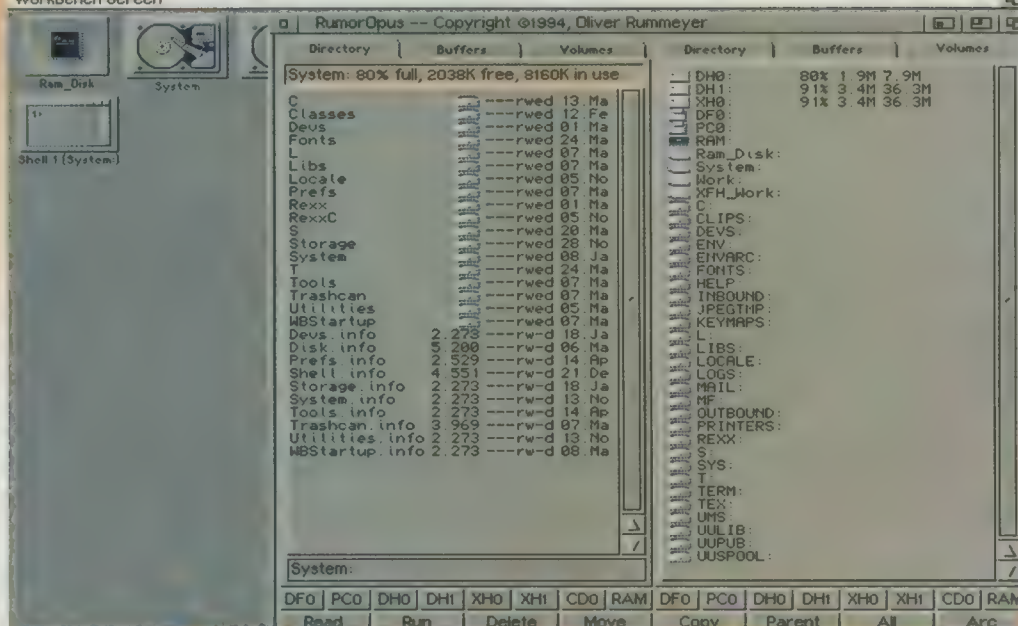 Workbench Screen
RumorOpus -- Copyright ©1994, Oliver Rummeyer
Ram_Disk
System
Shell 1 (System:)
Directory Buffers Volumes
System: 80% full, 2038K free, 8160K in use
C ---rwed 13.Ma
Classes ---rwed 12.Fe
Devs ---rwed 01.Ma
Fonts ---rwed 24.Ma
L ---rwed 07.Ma
Libs ---rwed 07.Ma
Locale ---rwed 05.No
Prefs ---rwed 07.Ma
Rexx ---rwed 01.Ma
RexxC ---rwed 05.No
S ---rwed 20.Ma
Storage ---rwed 28.No
System ---rwed 08.Ja
T ---rwed 24.Ma
Tools ---rwed 07.Ma
Trashcan ---rwed 07.Ma
Utilities ---rwed 05.Ma
WBStartup ---rwed 07.Ma
Devs.info 2.273 ---rw-d 18.Ja
Disk.info 5.200 ---rw-d 06.Ma
Prefs.info 2.529 ---rw-d 14.Ap
Shell.info 4.551 ---rw-d 21.De
Storage.info 2.273 ---rw-d 18.Ja
System.info 2.273 ---rw-d 13.No
Tools.info 2.273 ---rw-d 14.Ap
Trashcan.info 3.969 ---rw-d 07.Ma
Utilities.info 2.273 ---rw-d 13.No
WBStartup.info 2.273 ---rw-d 08.Ma
System:
DF0 PC0 DH0 DH1 XH0 XH1 CD0 RAM
Read Run Delete Move
Directory Buffers Volumes
DH0: 80% 1.9M 7.9M
DH1: 91% 3.4M 36.3M
XH0: 91% 3.4M 36.3M
DF0:
PC0:
RAM:
Ram_Disk:
System:
Work:
XFH_Work:
C:
CLIPS:
DEVS:
ENV:
ENVARC:
FONTS:
HELP:
INBOUND:
JPEGTMP:
KEYMAPS:
L:
LIBS:
LOCALE:
LOGS:
MAIL:
MF:
OUTBOUND:
PRINTERS:
REXX:
S:
SYS:
T:
TERM:
TEX:
UMS:
UULIB:
UUPUB:
UUSPOOL:
DF0 PC0 DH0 DH1 XH0 XH1 CD0 RAM
Copy Parent All Arc